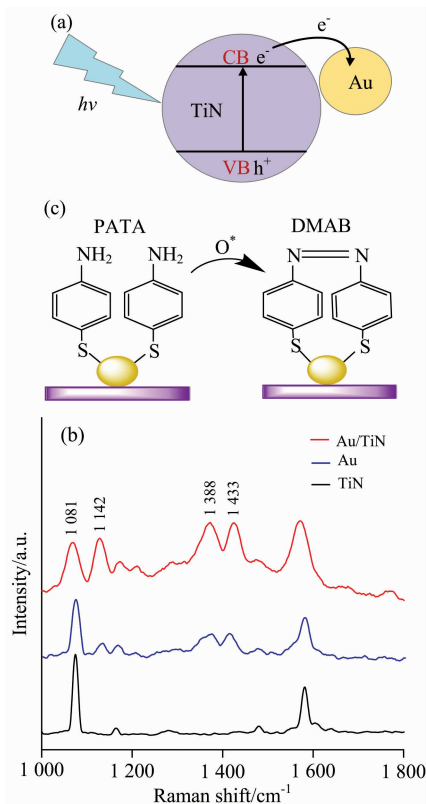 (a)
e⁻
CB e⁻
Au
hν
TiN
VB h⁺
(c)
PATA
DMAB
NH₂ NH₂
O*
N N
S S
S S
(b)
Au/TiN
Au
TiN
1 081
1 142
1 388
1 433
Intensity/a.u.
1 000 1 200 1 400 1 600 1 800
Raman shift/cm⁻¹